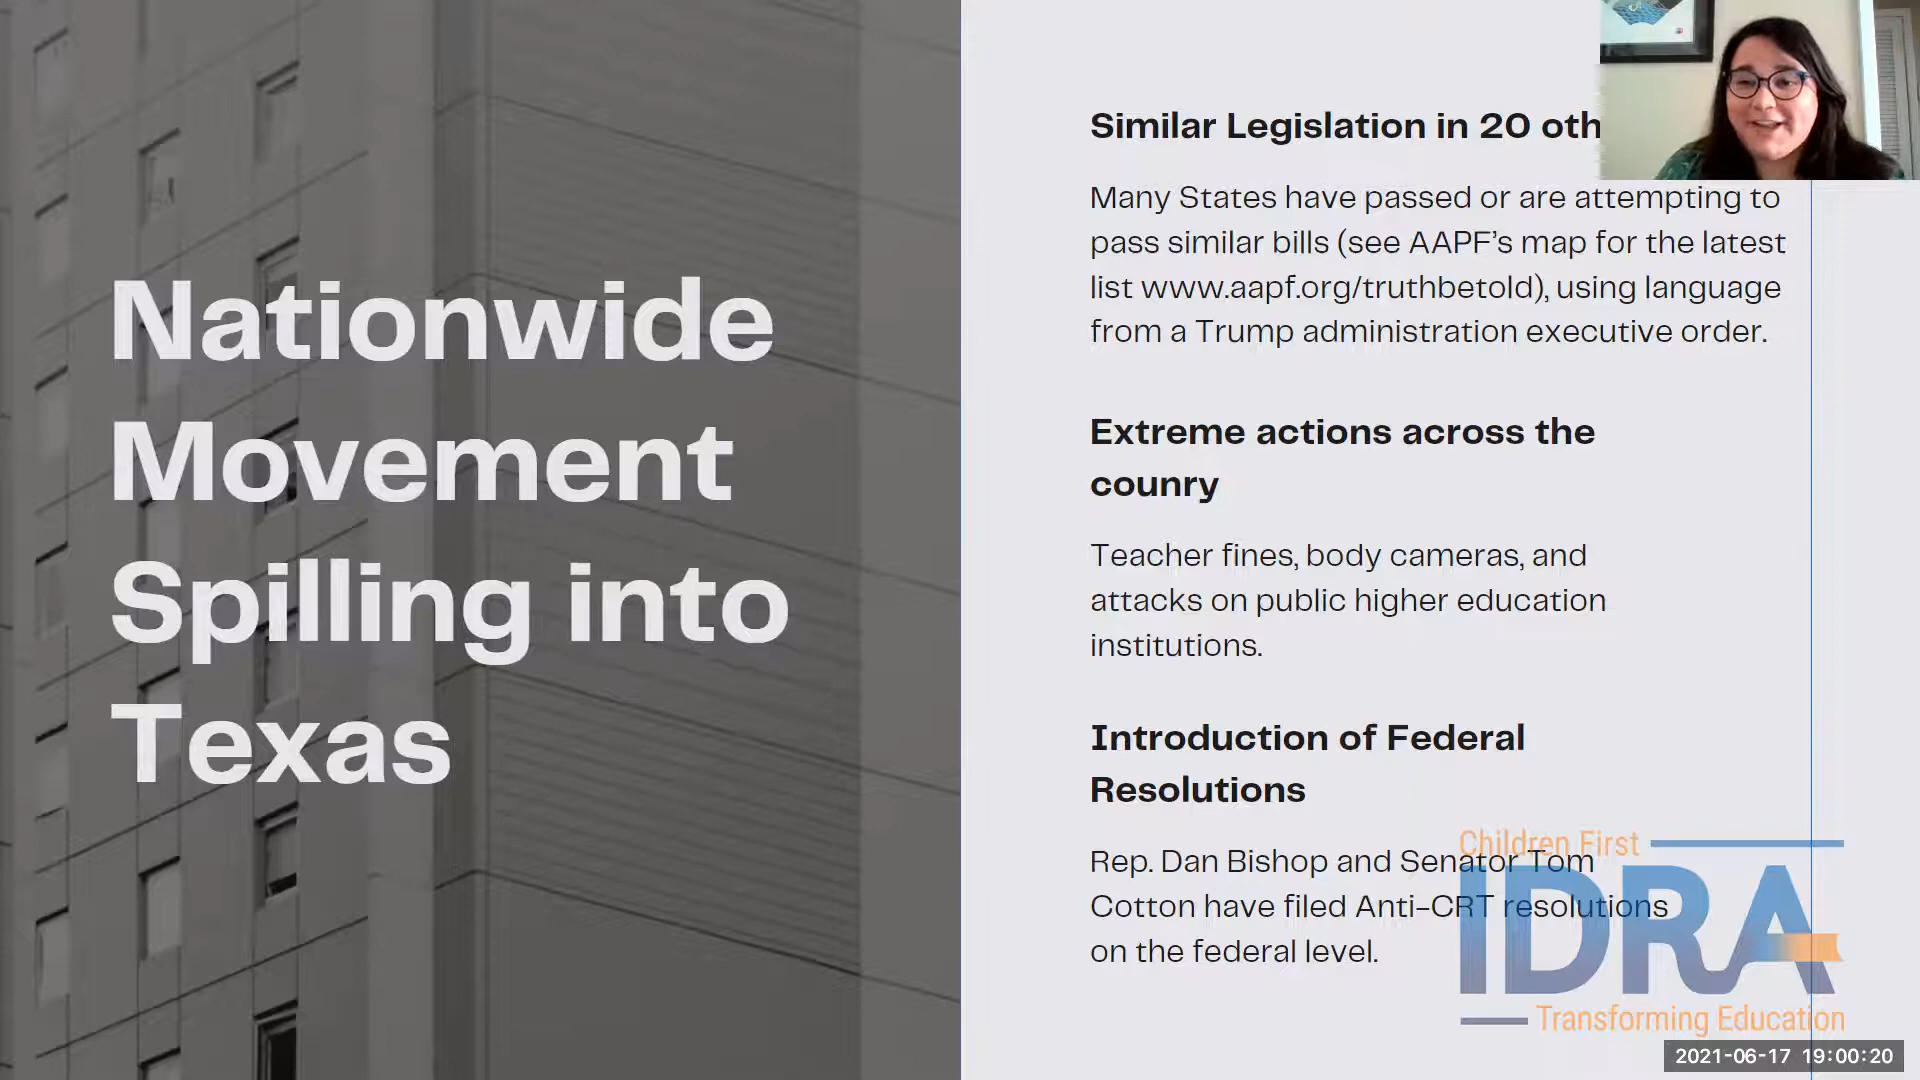 Nationwide
Movement
Spilling into
Texas
Similar Legislation in 20
Many States have passed or are attempting to
pass similar bills (see AAPF’s map for the latest
list www.aapf.org/truthbetold), using language
from a Trump administration executive order.
Extreme actions across the
counry
Teacher fines, body cameras, and
attacks on public higher education
institutions.
Introduction of Federal
Resolutions
Rep. Dan Bishop and Senator Tom
Cotton have filed Anti-CRT resolutions
on the federal level.
Children First
IDRA
Transforming Education
2021-06-17 19:00:20